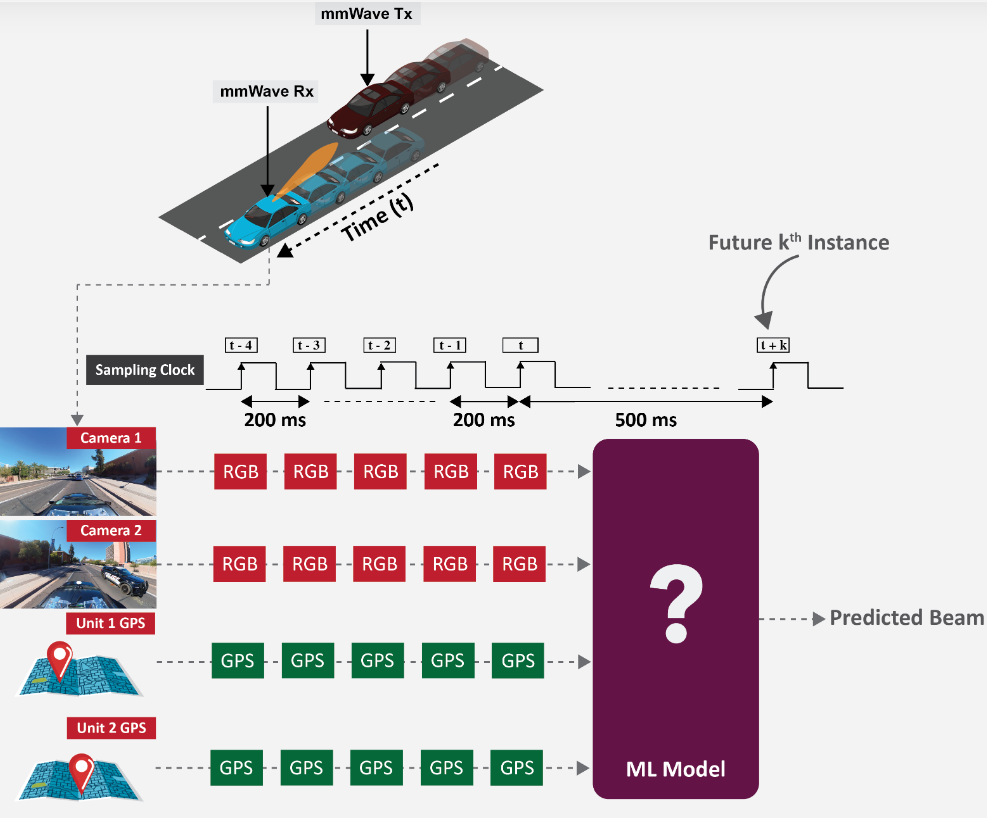 mmWave Tx
mmWave Rx
Time (t)
Future kth Instance
t - 4
t - 3
t - 2
t - 1
t
t + k
Sampling Clock
200 ms
200 ms
500 ms
Camera 1
RGB RGB RGB RGB RGB
Camera 2
RGB RGB RGB RGB RGB
?
Predicted Beam
Unit 1 GPS
GPS GPS GPS GPS GPS
Unit 2 GPS
GPS GPS GPS GPS GPS
ML Model